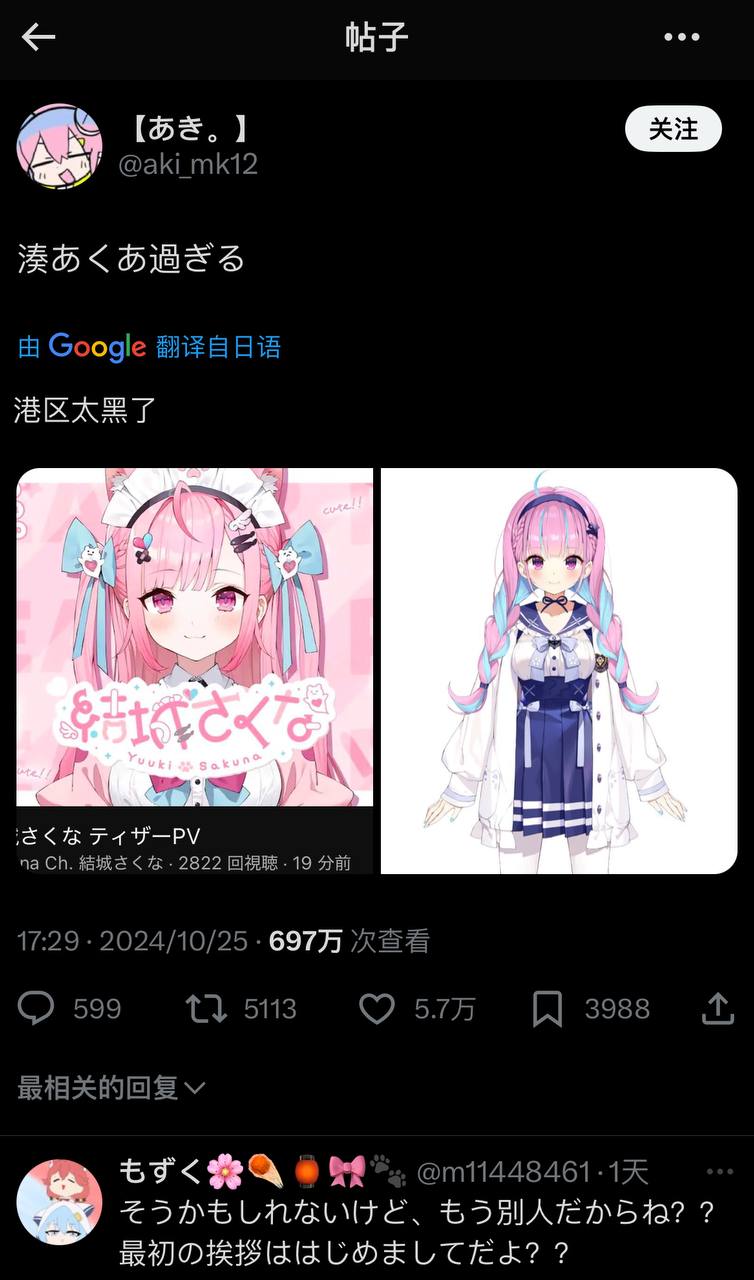 帖子
【あき。】
@aki_mk12
关注
湊あくあ過ぎる
由 Google 翻译自日语
港区太黑了
cute!!
結城さくな
Yuuki Sakuna
さくな ティザーPV
na Ch. 結城さくな · 2822 回視聴 · 19 分前
17:29 · 2024/10/25 · 697万 次查看
599 5113 5.7万 3988
最相关的回复
もずく🌸🏮🎀🐾 @m11448461 · 1天
そうかもしれないけど、もう別人だからね？？
最初の挨拶ははじめましてだよ？？